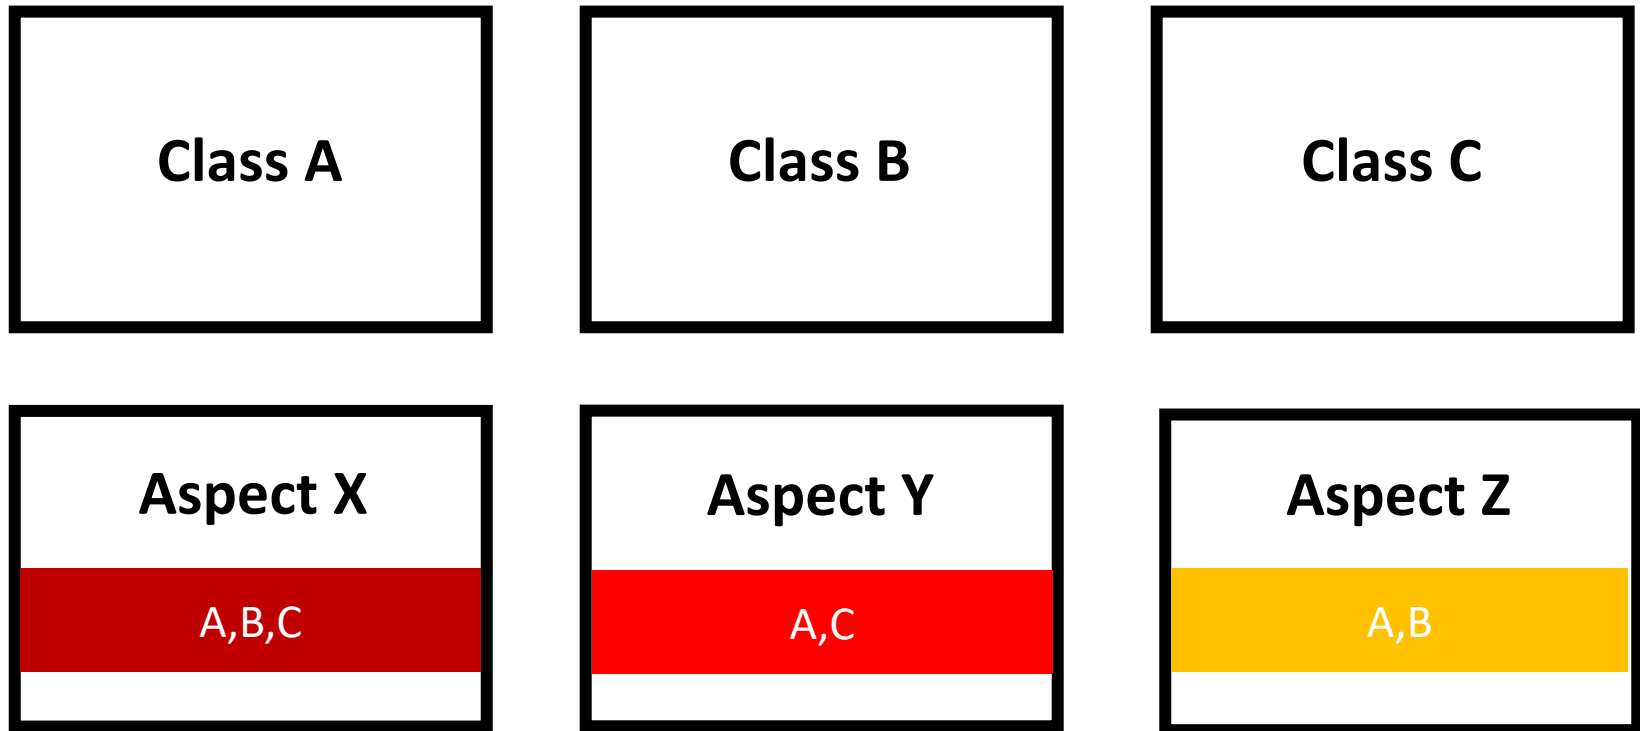 Class A
Class B
Class C
Aspect X
Aspect Y
Aspect Z
A,B,C
A,C
A,B